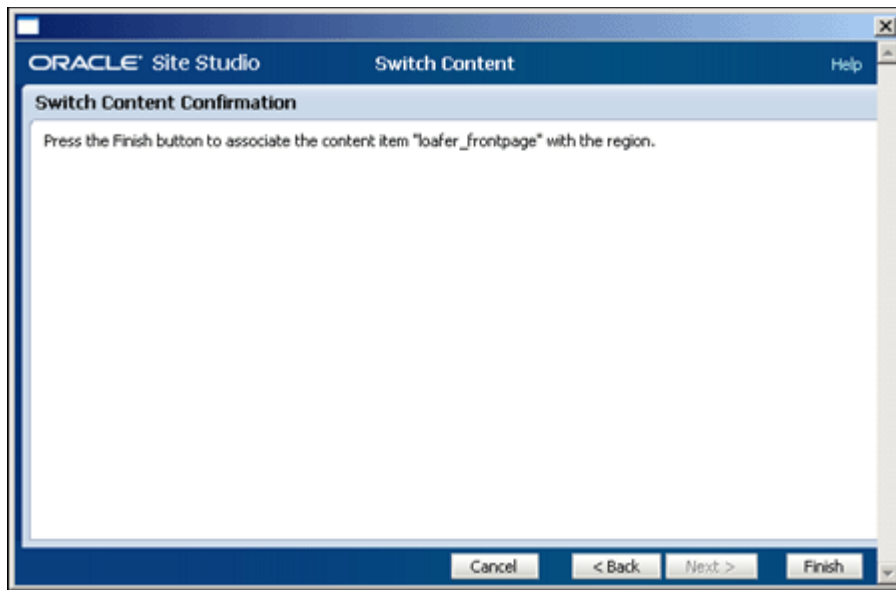 ORACLE Site Studio Switch Content Help
Switch Content Confirmation
Press the Finish button to associate the content item "loafer_frontpage" with the region.
Cancel < Back Next > Finish